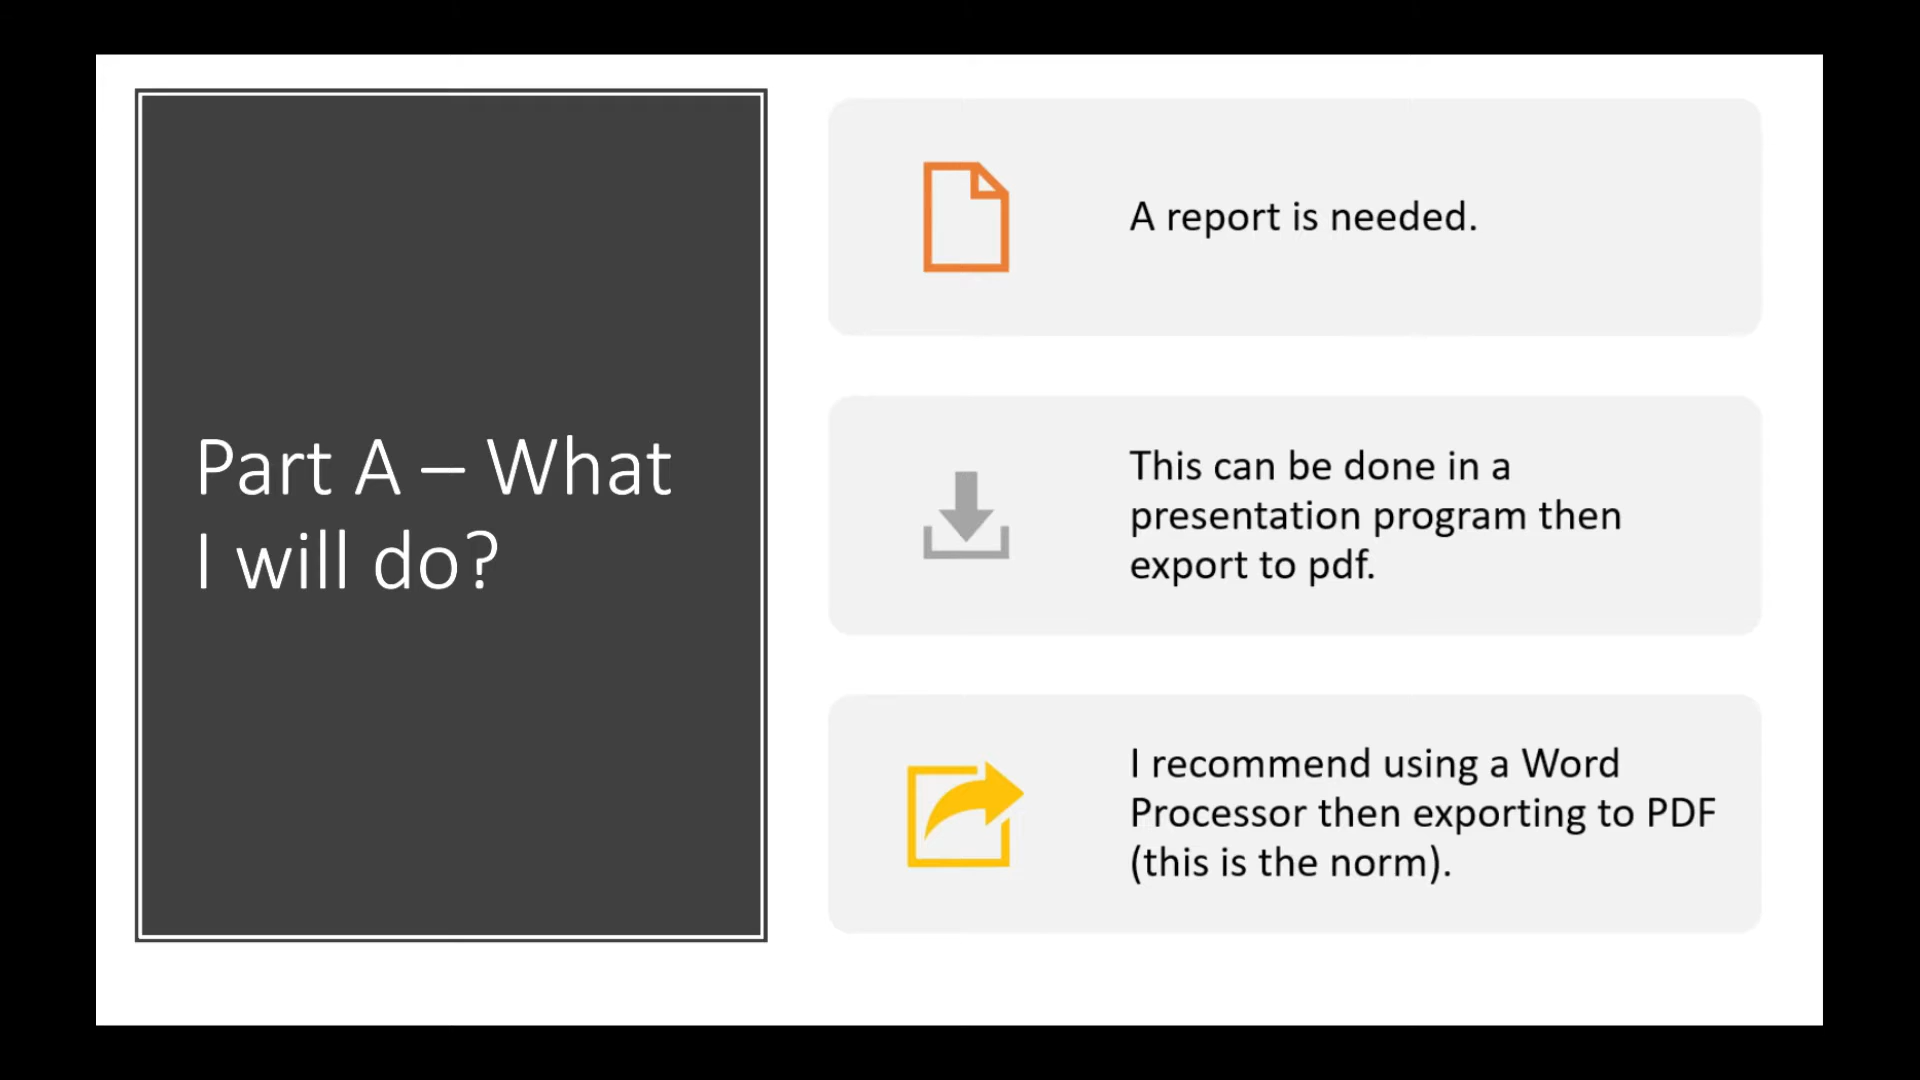 Part A – What
I will do?
A report is needed.
This can be done in a
presentation program then
export to pdf.
I recommend using a Word
Processor then exporting to PDF
(this is the norm).